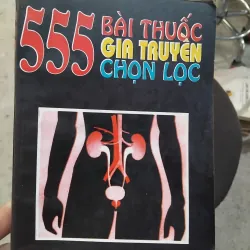 555 BÀI THUỐC
GIA TRUYỀN
CHỌN LỌC